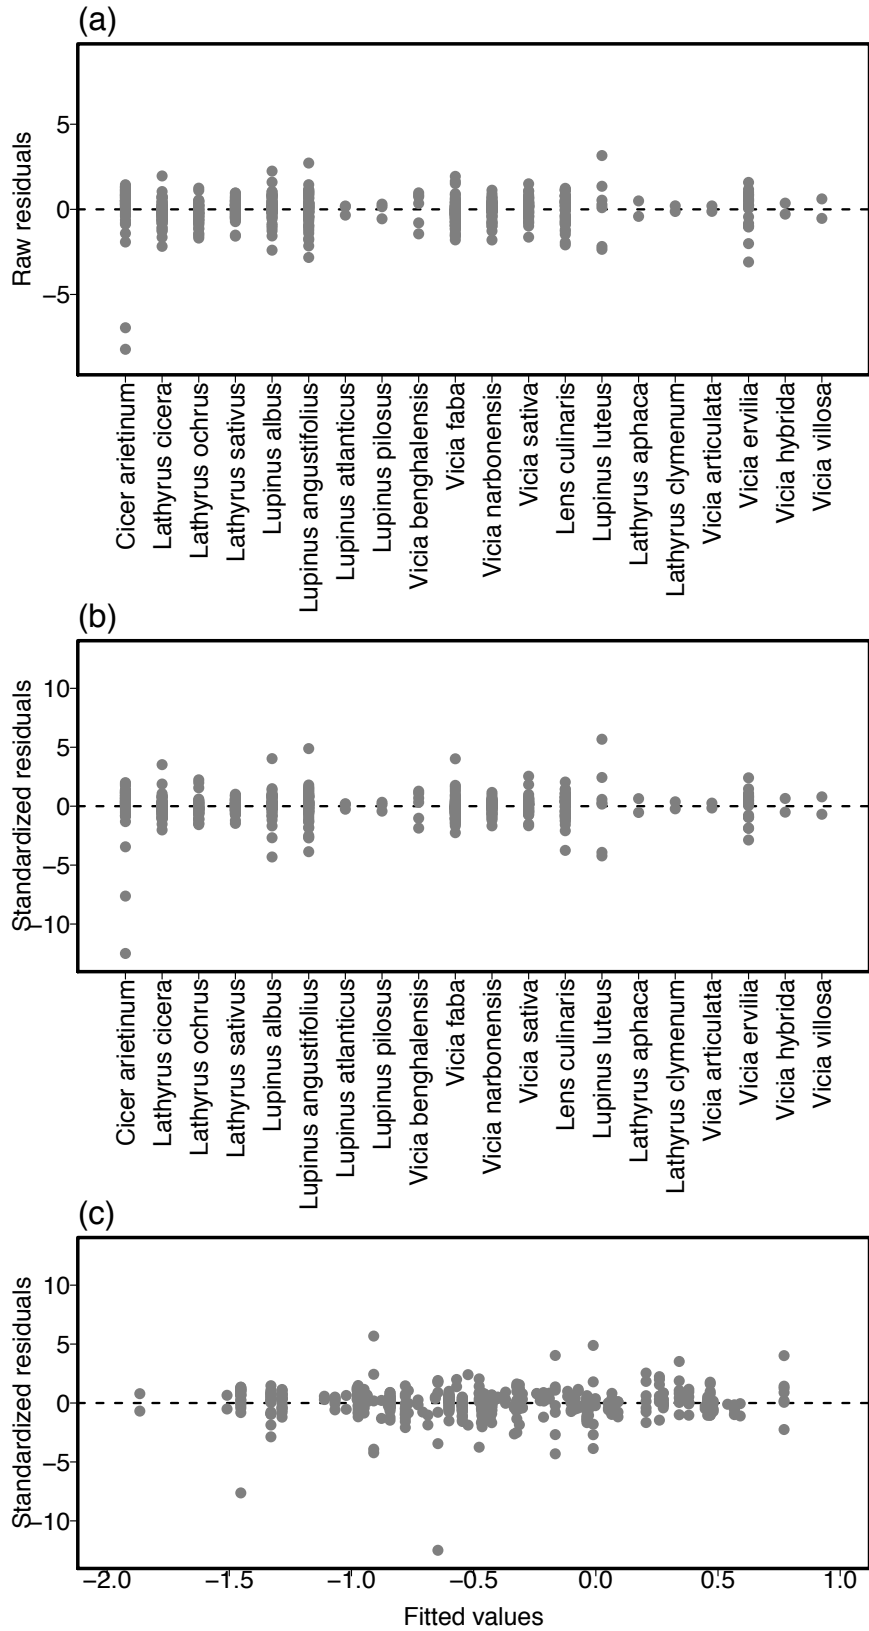 (a)
Raw residuals
5
0
−5
Cicer arietinum
Lathyrus cicera
Lathyrus ochrus
Lathyrus sativus
Lupinus albus
Lupinus angustifolius
Lupinus atlanticus
Lupinus pilosus
Vicia benghalensis
Vicia faba
Vicia narbonensis
Vicia sativa
Lens culinaris
Lupinus luteus
Lathyrus aphaca
Lathyrus clymenum
Vicia articulata
Vicia ervilia
Vicia hybrida
Vicia villosa
(b)
Standardized residuals
10
5
0
−5
−10
Cicer arietinum
Lathyrus cicera
Lathyrus ochrus
Lathyrus sativus
Lupinus albus
Lupinus angustifolius
Lupinus atlanticus
Lupinus pilosus
Vicia benghalensis
Vicia faba
Vicia narbonensis
Vicia sativa
Lens culinaris
Lupinus luteus
Lathyrus aphaca
Lathyrus clymenum
Vicia articulata
Vicia ervilia
Vicia hybrida
Vicia villosa
(c)
Standardized residuals
10
5
0
−5
−10
−2.0 −1.5 −1.0 −0.5 0.0 0.5 1.0
Fitted values